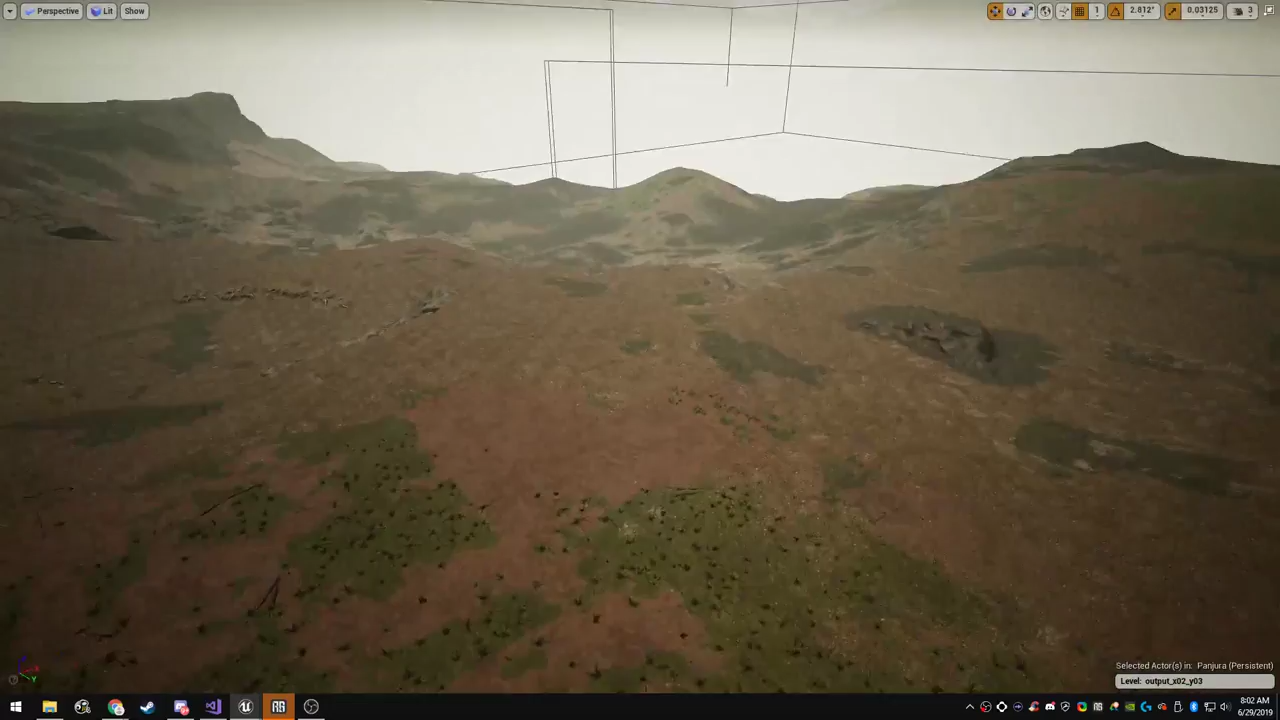 Perspective
Lit
Show
1
2.812°
0.03125
3
Selected Actor(s) in: Panjura (Persistent)
Level: output_x02_y03
8:02 AM
6/29/2019